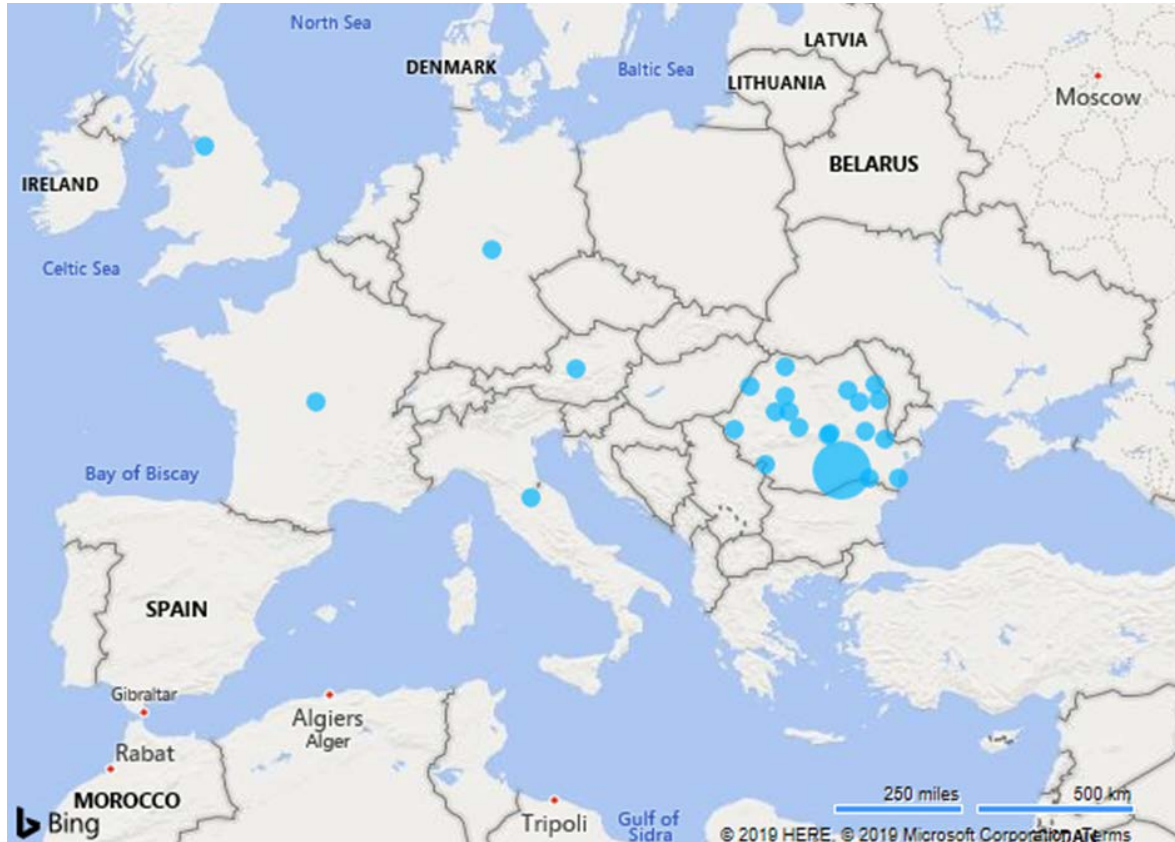 North Sea
LATVIA
DENMARK
Baltic Sea
LITHUANIA
Moscow
BELARUS
IRELAND
Celtic Sea
Bay of Biscay
SPAIN
Gibraltar
Algiers
Alger
Rabat
MOROCCO
250 miles
500 km
Bing
Tripoli
Gulf of
Sidra
© 2019 HERE, © 2019 Microsoft Corporation Terms